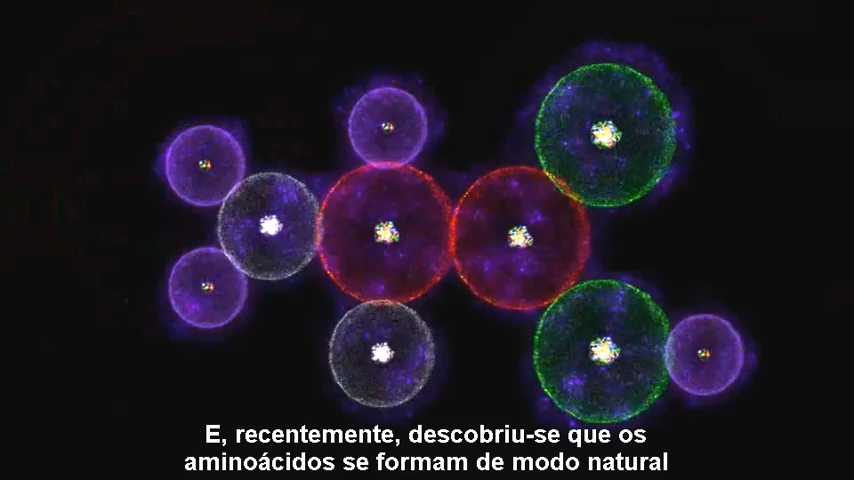 E, recentemente, descobriu-se que os
aminoácidos se formam de modo natural